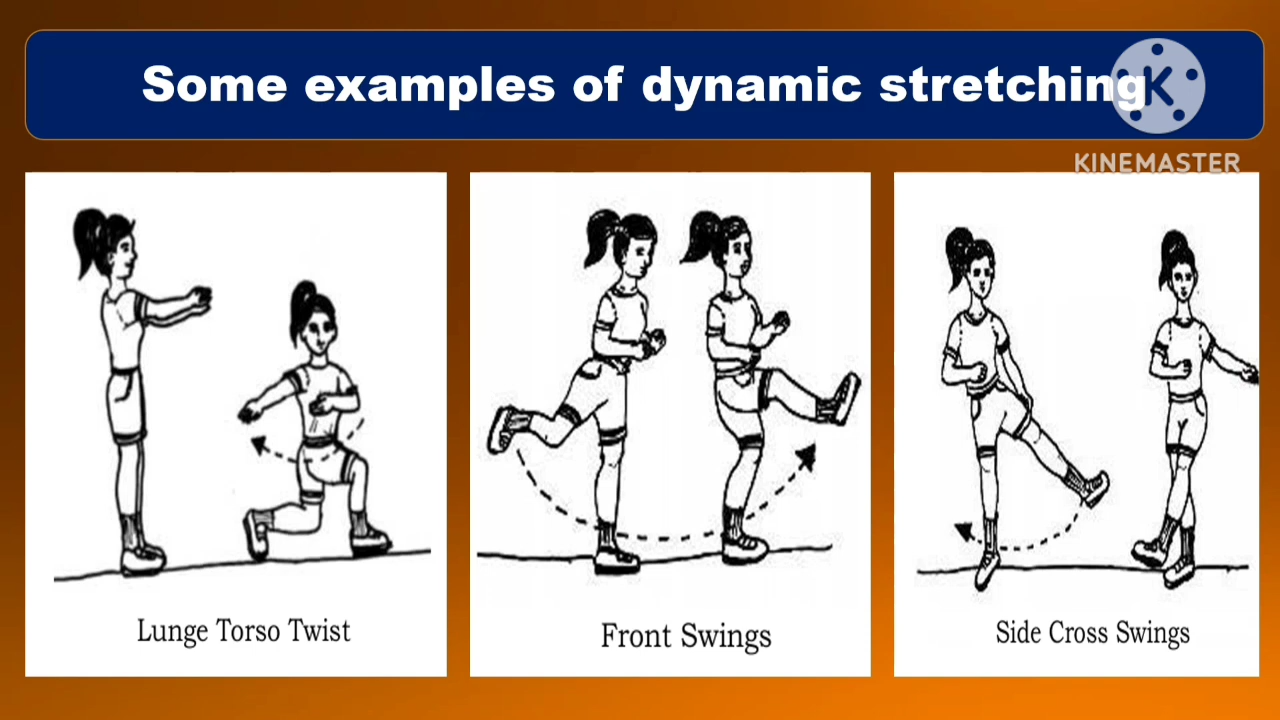 Some examples of dynamic stretching
K
KINEMASTER
Lunge Torso Twist
Front Swings
Side Cross Swings